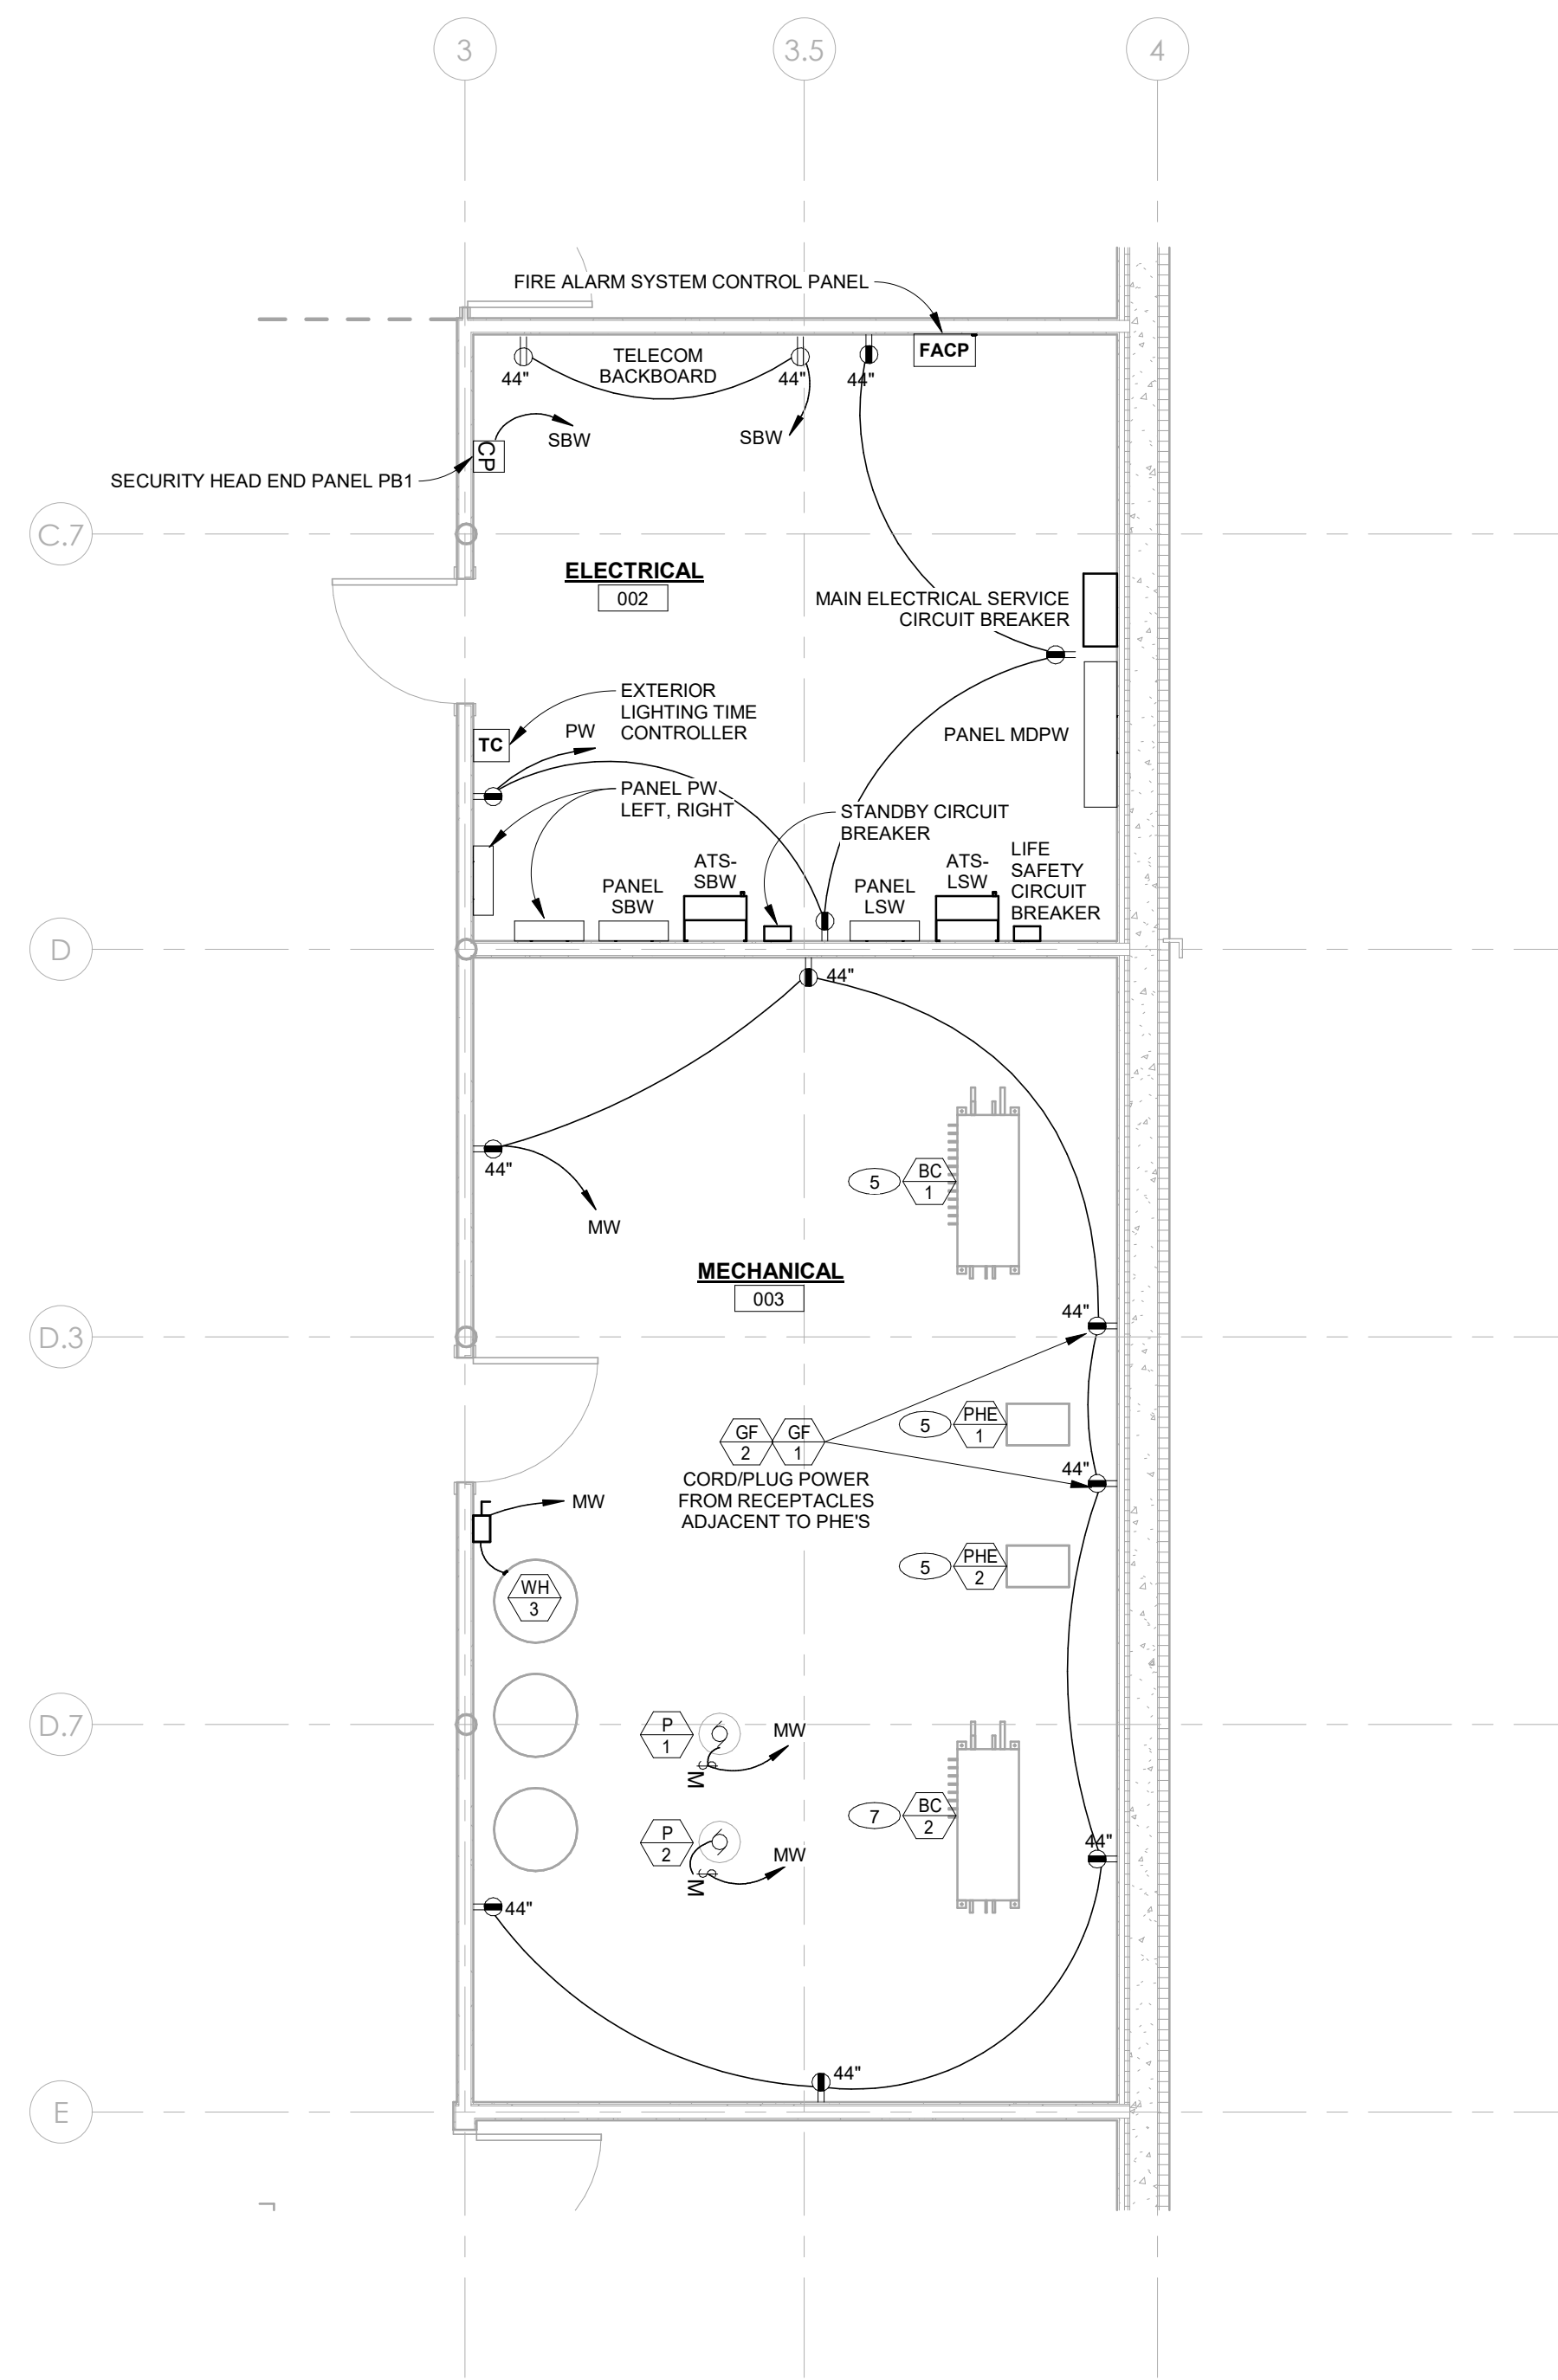 3
3.5
4
FIRE ALARM SYSTEM CONTROL PANEL
FACP
TELECOM
BACKBOARD
44"
44"
44"
SBW
SBW
CP
SECURITY HEAD END PANEL PB1
C.7
ELECTRICAL
002
MAIN ELECTRICAL SERVICE
CIRCUIT BREAKER
EXTERIOR
LIGHTING TIME
CONTROLLER
PW
TC
PANEL MDPW
PANEL PW
LEFT, RIGHT
STANDBY CIRCUIT
BREAKER
ATS-
SBW
PANEL
SBW
PANEL
LSW
ATS-
LSW
LIFE
SAFETY
CIRCUIT
BREAKER
D
44"
44"
MW
5
BC
1
MECHANICAL
003
44"
D.3
GF
2
GF
1
5
PHE
1
44"
CORD/PLUG POWER
FROM RECEPTACLES
ADJACENT TO PHE'S
MW
5
PHE
2
WH
3
D.7
P
1
MW
M
7
BC
2
P
2
MW
M
44"
44"
44"
E